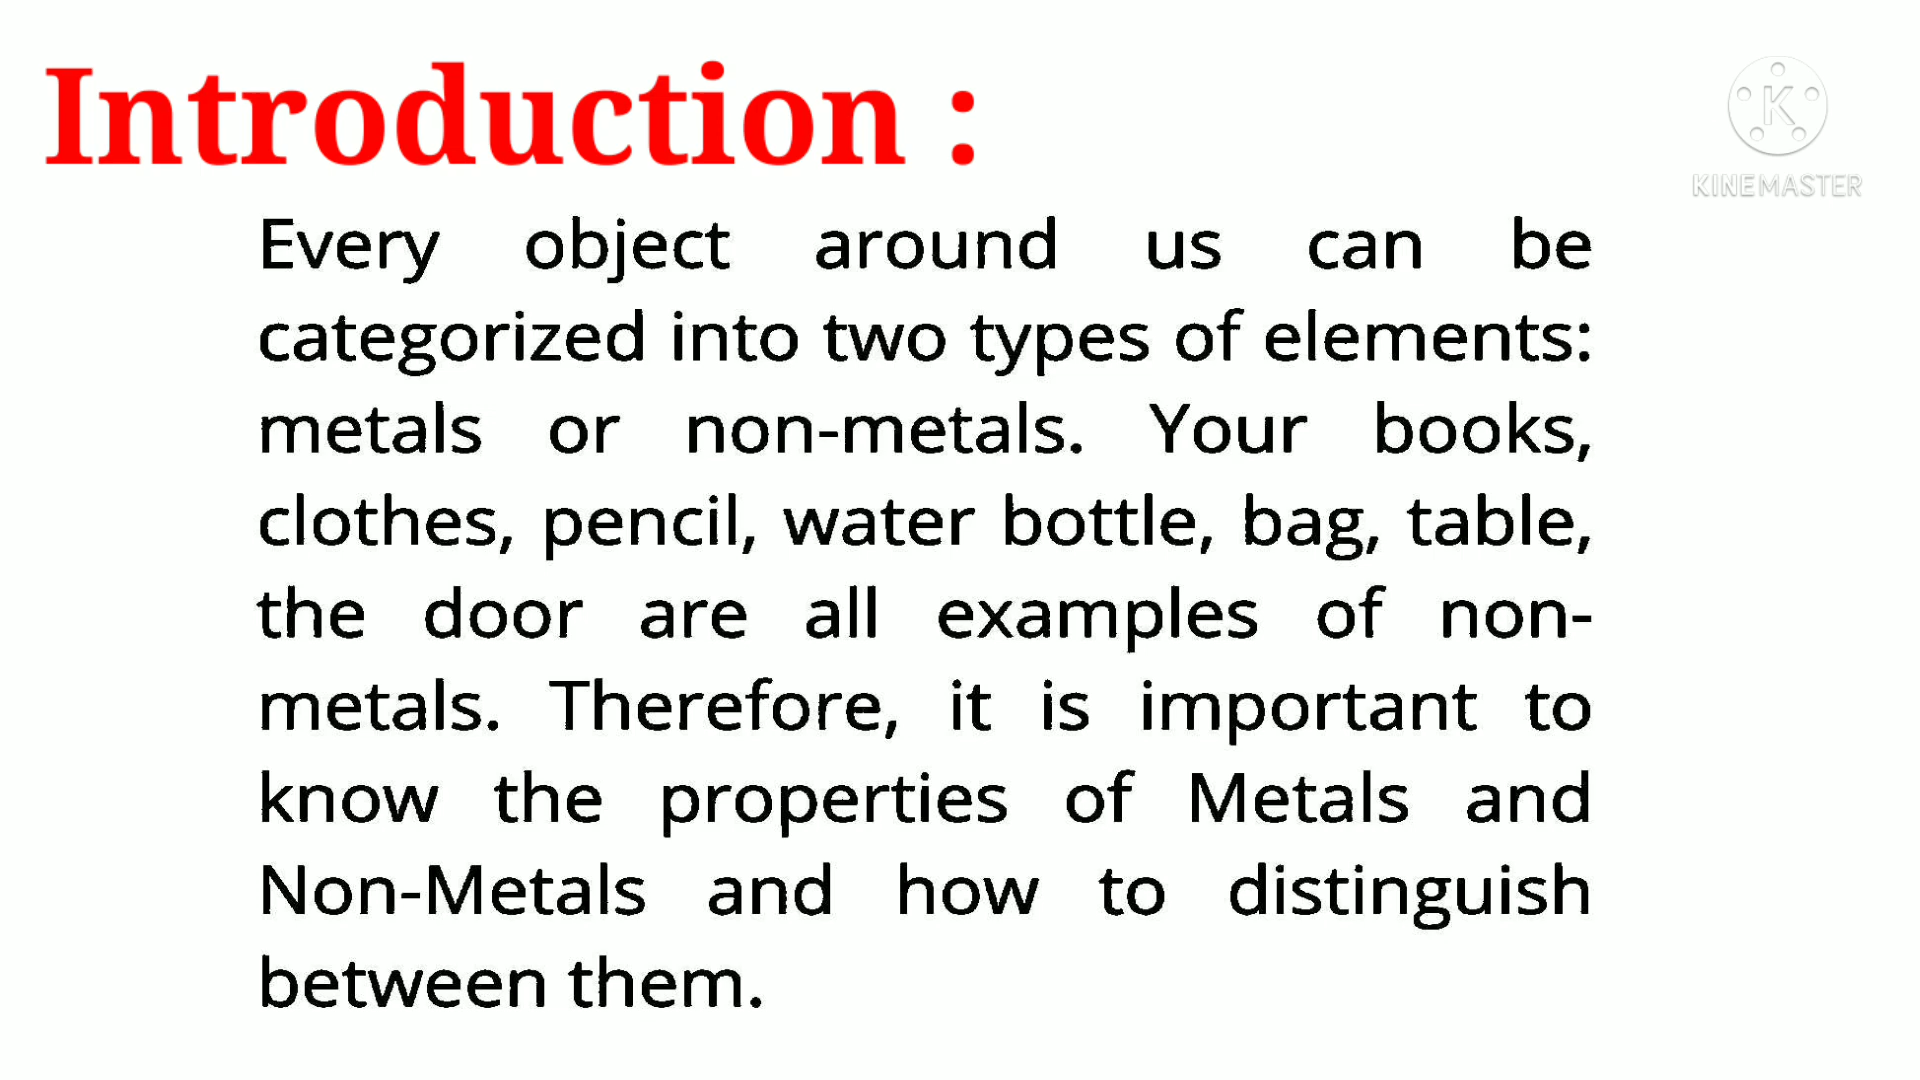 Introduction :
KINEMASTER
Every object around us can be
categorized into two types of elements:
metals or non-metals. Your books,
clothes, pencil, water bottle, bag, table,
the door are all examples of non-
metals. Therefore, it is important to
know the properties of Metals and
Non-Metals and how to distinguish
between them.